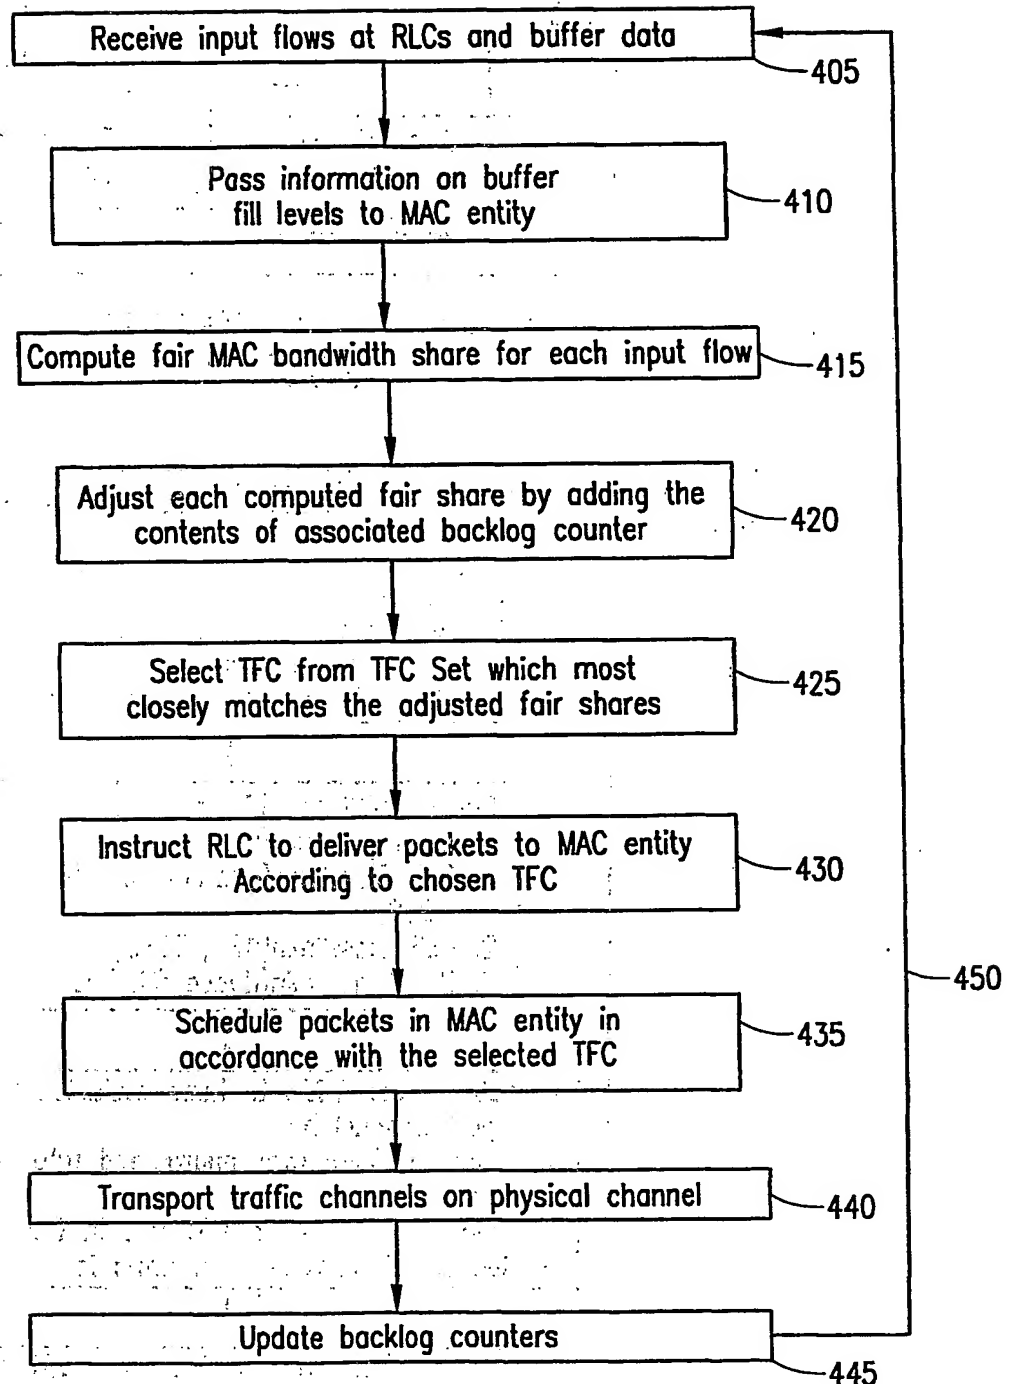 Receive input flows at RLCs and buffer data
405
Pass information on buffer
fill levels to MAC entity
410
Compute fair MAC bandwidth share for each input flow
415
Adjust each computed fair share by adding the
contents of associated backlog counter
420
Select TFC from TFC Set which most
closely matches the adjusted fair shares
425
Instruct RLC to deliver packets to MAC entity
According to chosen TFC
430
450
Schedule packets in MAC entity in
accordance with the selected TFC
435
Transport traffic channels on physical channel
440
Update backlog counters
445